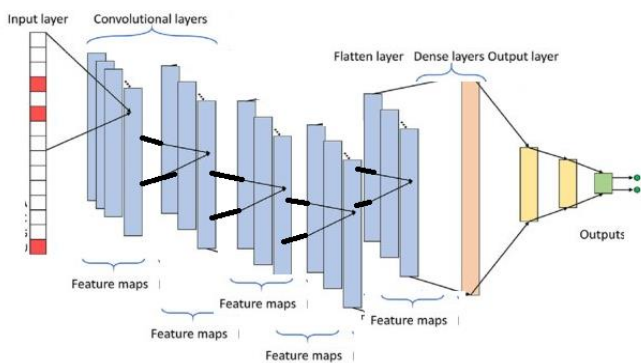 Input layer
Convolutional layers
Flatten layer
Dense layers
Output layer
Outputs
Feature maps
Feature maps
Feature maps
Feature maps
Feature maps